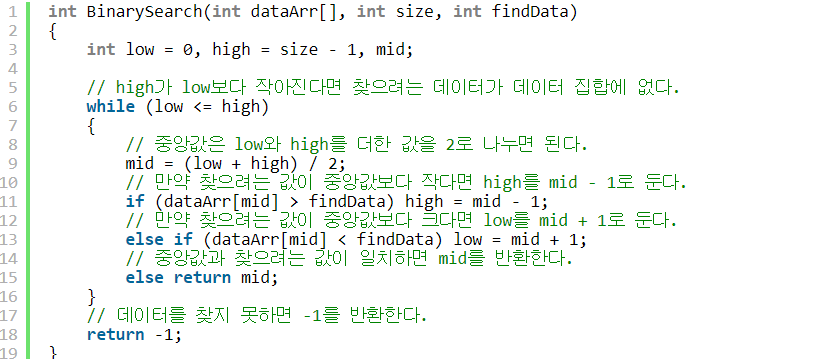 1 int BinarySearch(int dataArr[], int size, int findData)
2 {
3 int low = 0, high = size - 1, mid;
4
5 // high가 low보다 작아진다면 찾으려는 데이터가 데이터 집합에 없다.
6 while (low <= high)
7 {
8 // 중앙값은 low와 high를 더한 값을 2로 나누면 된다.
9 mid = (low + high) / 2;
10 // 만약 찾으려는 값이 중앙값보다 작다면 high를 mid - 1로 둔다.
11 if (dataArr[mid] > findData) high = mid - 1;
12 // 만약 찾으려는 값이 중앙값보다 크다면 low를 mid + 1로 둔다.
13 else if (dataArr[mid] < findData) low = mid + 1;
14 // 중앙값과 찾으려는 값이 일치하면 mid를 반환한다.
15 else return mid;
16 }
17 // 데이터를 찾지 못하면 -1를 반환한다.
18 return -1;
19 }